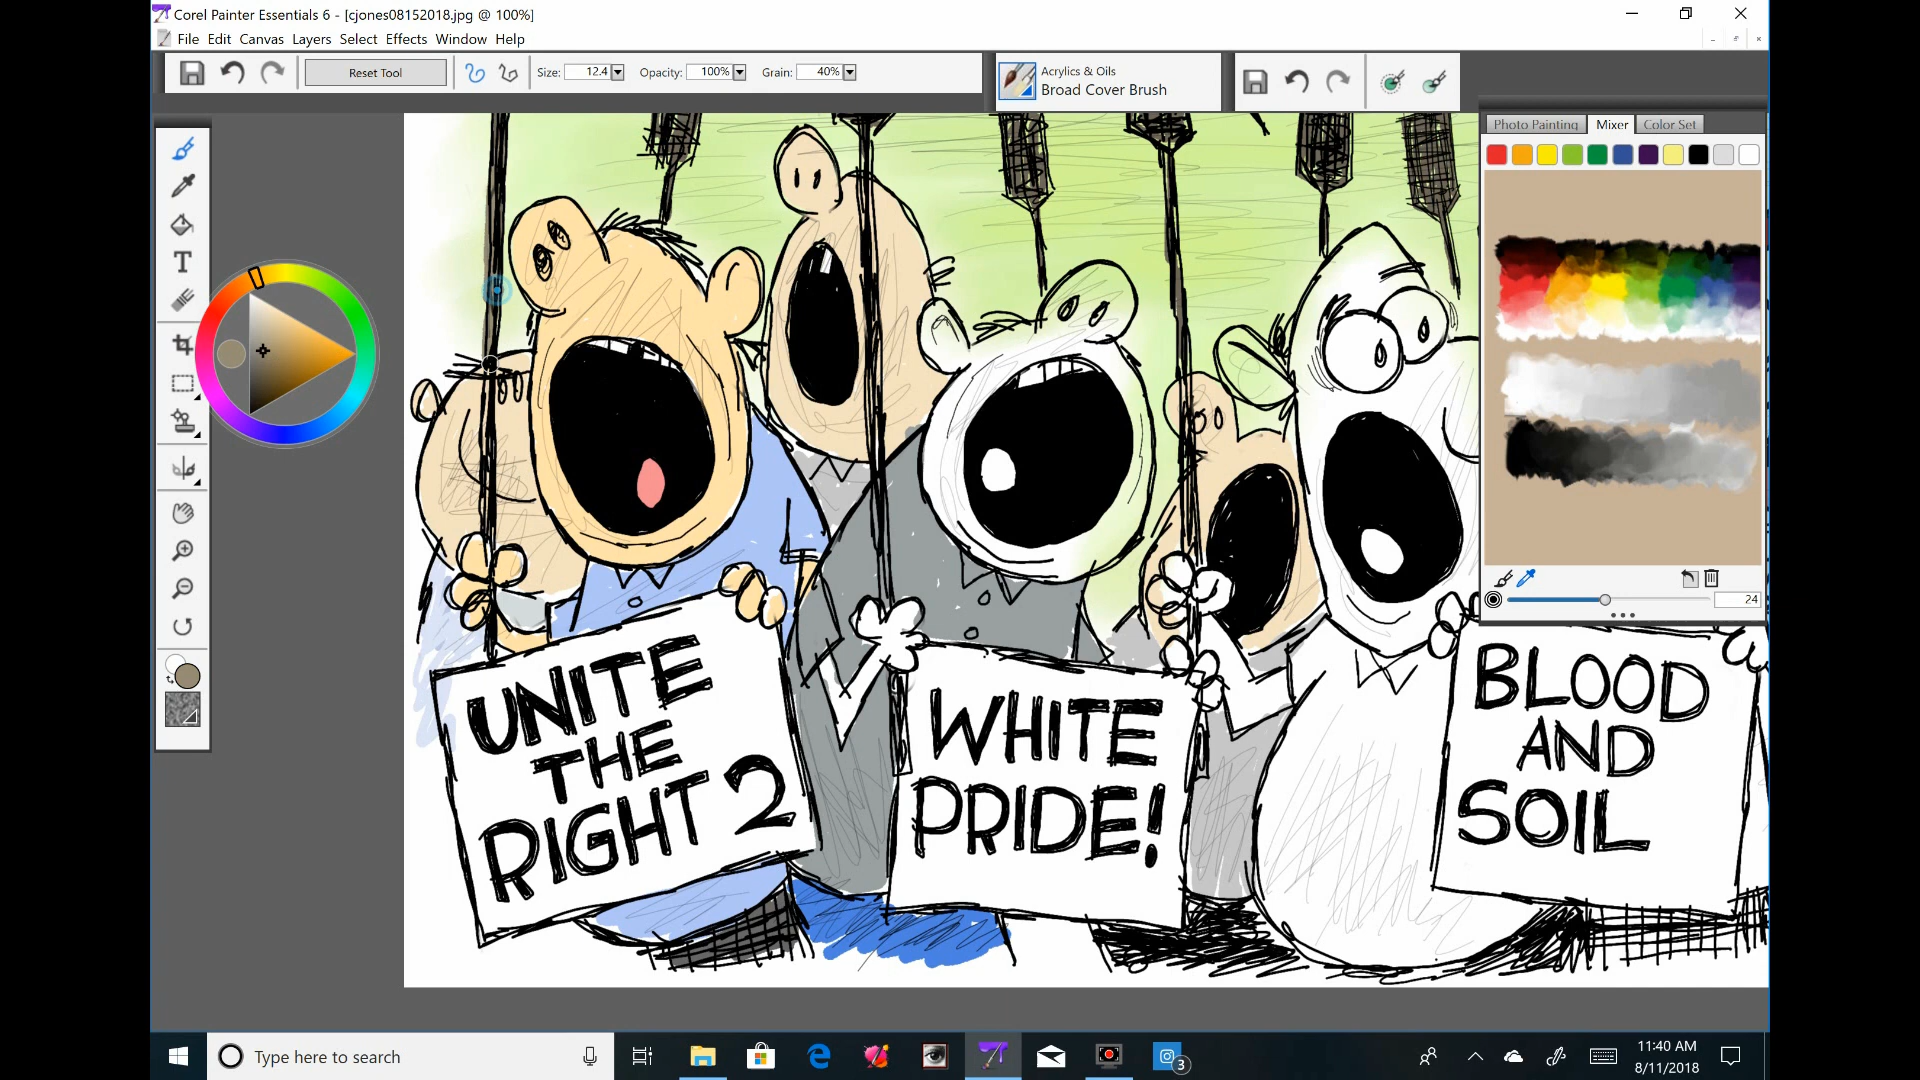 Corel Painter Essentials 6 - [cjones08152018.jpg @ 100%]
File Edit Canvas Layers Select Effects Window Help
Reset Tool Size: 12.4 Opacity: 100% Grain: 40%
Acrylics & Oils
Broad Cover Brush
Photo Painting Mixer Color Set
24
UNITE
THE
RIGHT 2
WHITE
PRIDE!
BLOOD
AND
SOIL
Type here to search
3
11:40 AM
8/11/2018